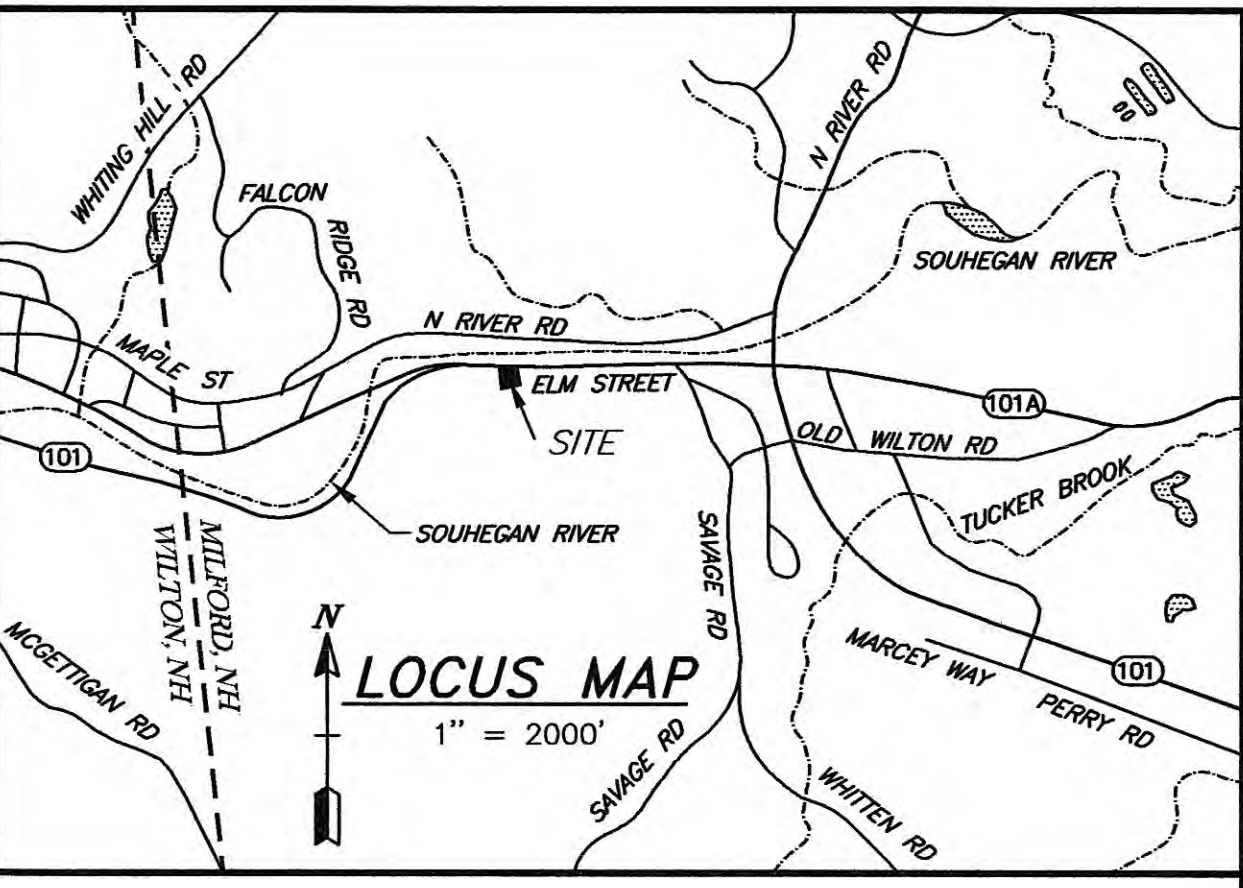 WHITING HILL RD
FALCON
RIDGE RD
N RIVER RD
SOUHEGAN RIVER
N RIVER RD
MAPLE ST
ELM STREET
SITE
101A
OLD WILTON RD
101
TUCKER BROOK
SOUHEGAN RIVER
SAVAGE RD
MILFORD, NH
WILTON, NH
MCGETTIGAN RD
N
LOCUS MAP
1" = 2000'
MARCEY WAY
PERRY RD
101
SAVAGE RD
WHITTEN RD